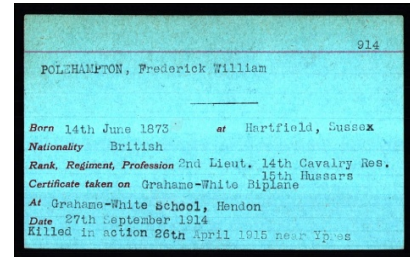 914
POLEHAMPTON, Frederick William
Born 14th June 1873 at Hartfield, Sussex
Nationality British
Rank, Regiment, Profession 2nd Lieut. 14th Cavalry Res.
15th Hussars
Certificate taken on Grahame-White Biplane
At Grahame-White School, Hendon
Date 27th September 1914
Killed in action 26th April 1915 near Ypres